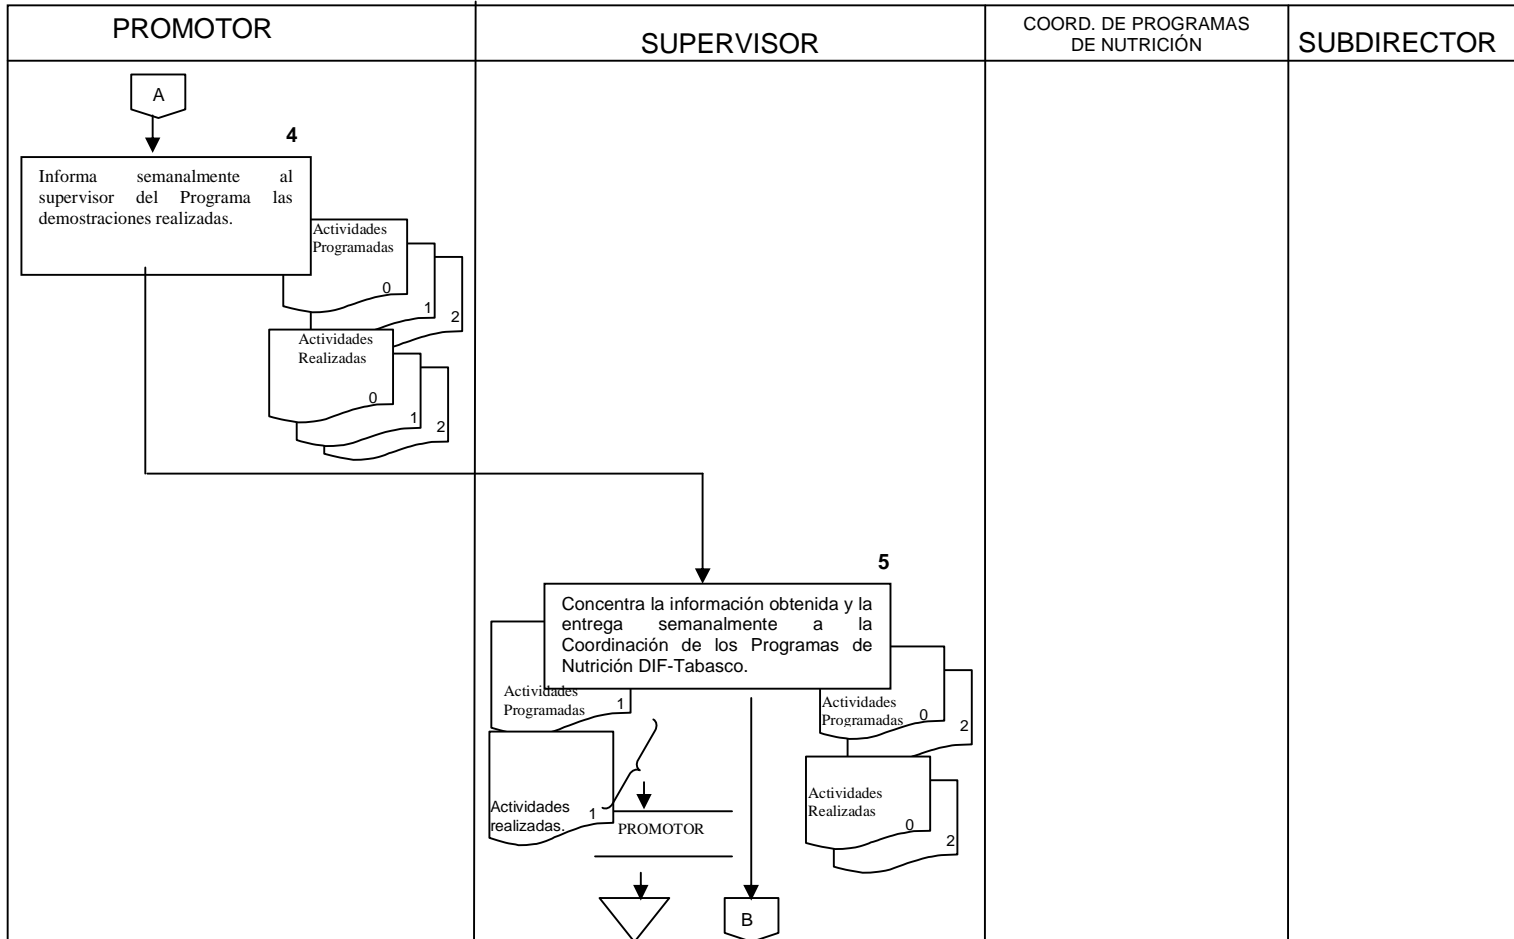 PROMOTOR
SUPERVISOR
COORD. DE PROGRAMAS
DE NUTRICIÓN
SUBDIRECTOR
A
4
Informa semanalmente al
supervisor del Programa las
demostraciones realizadas.
Actividades
Programadas
0
1
2
Actividades
Realizadas
0
1
2
5
Concentra la información obtenida y la
entrega semanalmente a la
Coordinación de los Programas de
Nutrición DIF-Tabasco.
Actividades
Programadas
1
Actividades
realizadas.
1
PROMOTOR
Actividades
Programadas
0
2
Actividades
Realizadas
0
2
B